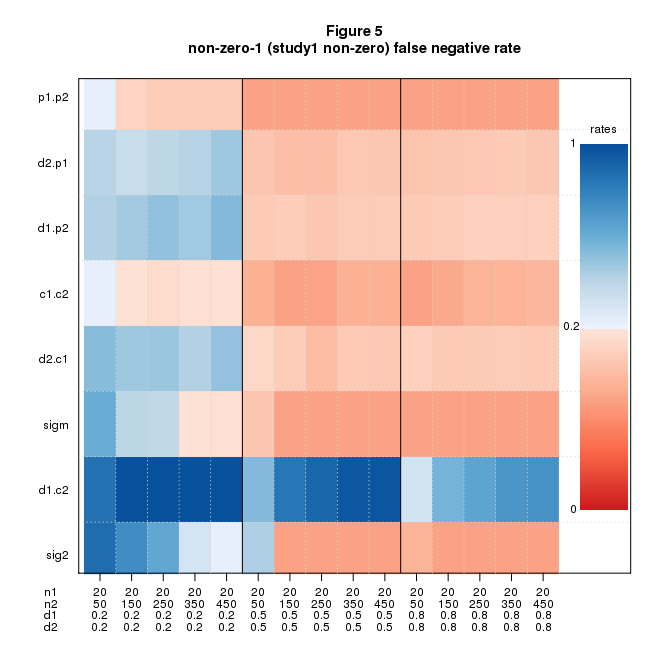 Figure 5
non-zero-1 (study1 non-zero) false negative rate
p1.p2
d2.p1
d1.p2
c1.c2
d2.c1
sigm
d1.c2
sig2
rates
1
0.2
0
n1 20 20 20 20 20 20 20 20 20 20 20 20 20 20 20
n2 50 150 250 350 450 50 150 250 350 450 50 150 250 350 450
d1 0.2 0.2 0.2 0.2 0.2 0.5 0.5 0.5 0.5 0.5 0.8 0.8 0.8 0.8 0.8
d2 0.2 0.2 0.2 0.2 0.2 0.5 0.5 0.5 0.5 0.5 0.8 0.8 0.8 0.8 0.8